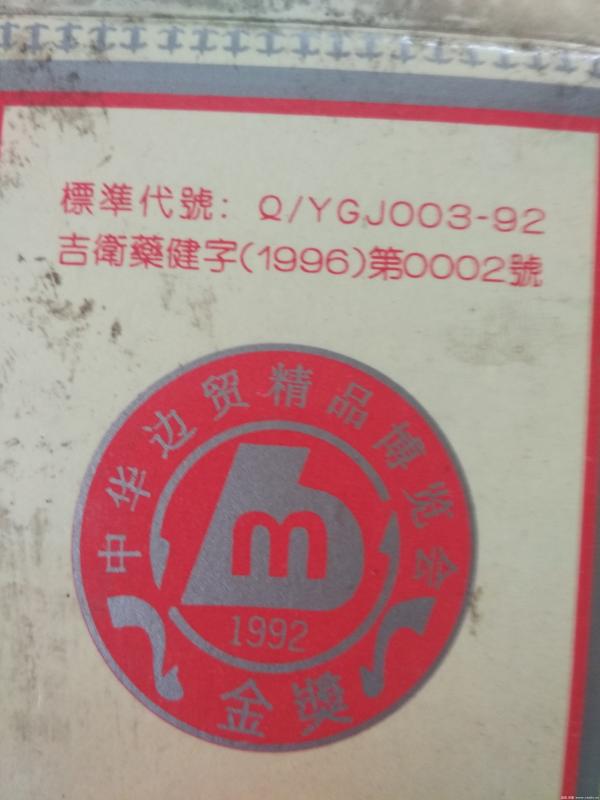 標準代號: Q/YGJ003-92
吉衛藥健字(1996)第0002號
中华边贸精品博览会
m
1992
金奬